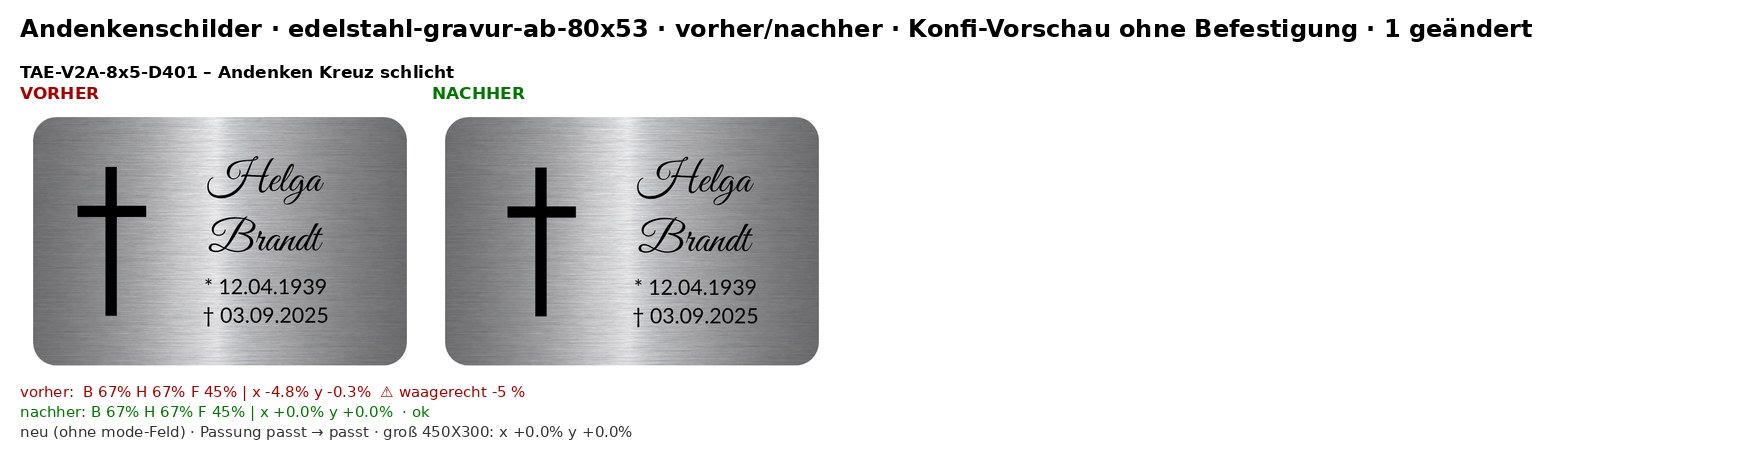 Andenkenschilder · edelstahl-gravur-ab-80x53 · vorher/nachher · Konfi-Vorschau ohne Befestigung · 1 geändert
TAE-V2A-8x5-D401 – Andenken Kreuz schlicht
VORHER
NACHHER
Helga
Brandt
* 12.04.1939
† 03.09.2025
Helga
Brandt
* 12.04.1939
† 03.09.2025
vorher: B 67% H 67% F 45% | x -4.8% y -0.3% ⚠ waagerecht -5 %
nachher: B 67% H 67% F 45% | x +0.0% y +0.0% · ok
neu (ohne mode-Feld) · Passung passt → passt · groß 450X300: x +0.0% y +0.0%